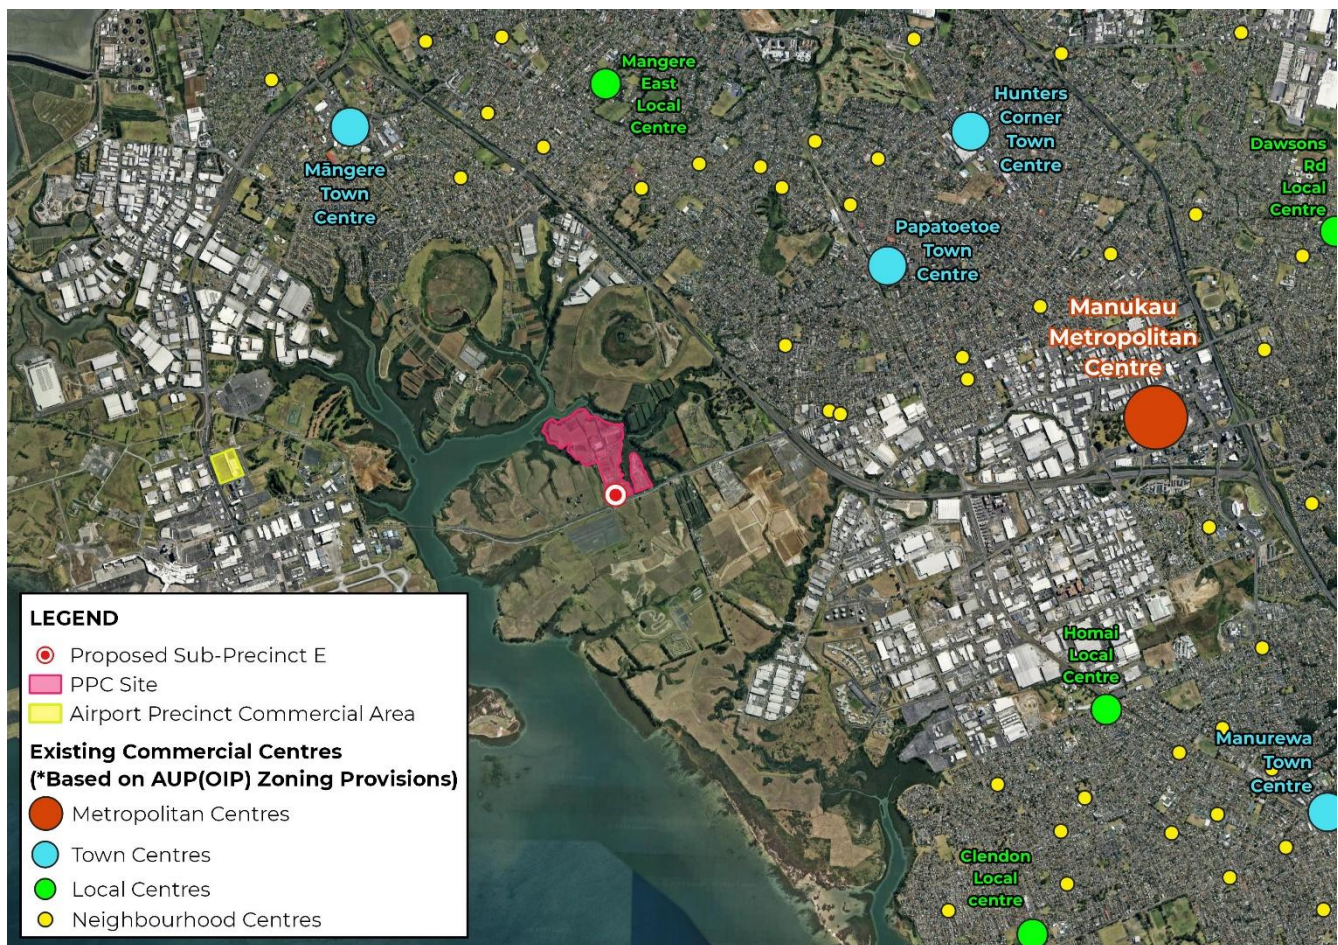 Mangere
East
Local
Centre
Hunters
Corner
Town
Centre
Dawsons
Rd
Local
Centre
Māngere
Town
Centre
Papatoetoe
Town
Centre
Manukau
Metropolitan
Centre
Homai
Local
Centre
Manurewa
Town
Centre
Clendon
Local
centre
LEGEND
Proposed Sub-Precinct E
PPC Site
Airport Precinct Commercial Area
Existing Commercial Centres
(*Based on AUP(OIP) Zoning Provisions)
Metropolitan Centres
Town Centres
Local Centres
Neighbourhood Centres